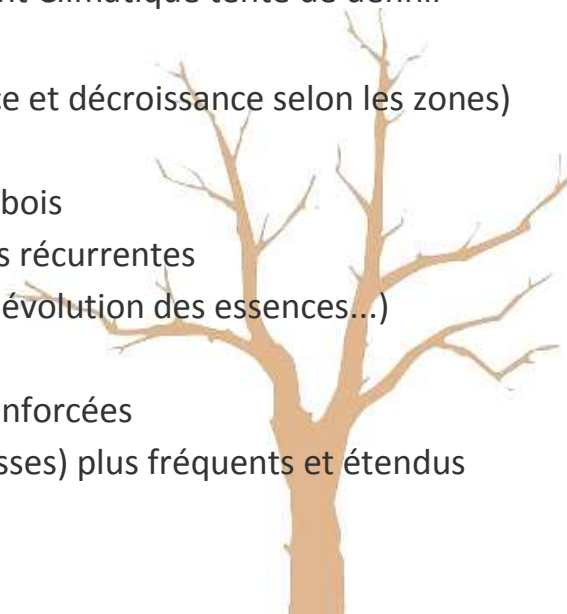 nt Climatique tente de définir
ce et décroissance selon les zones)
bois
s récurrentes
évolution des essences...)
nforcées
sses) plus fréquents et étendus